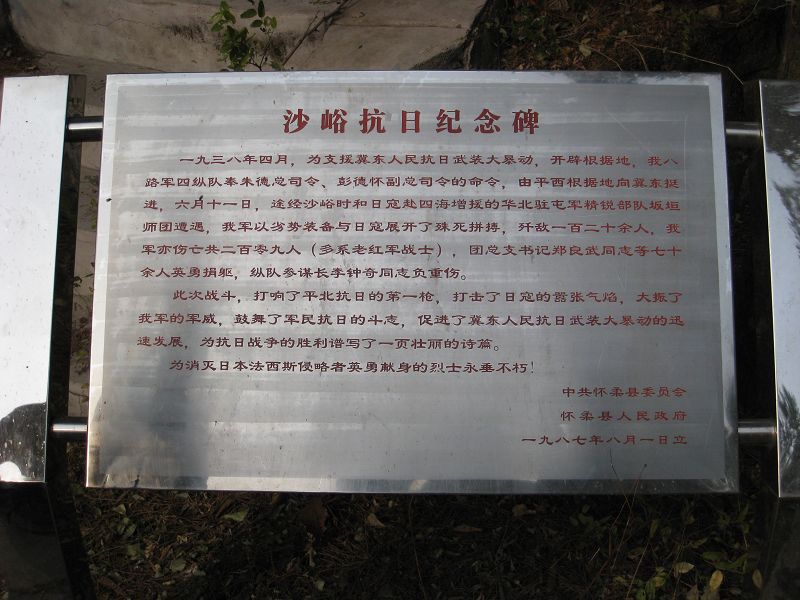 沙峪抗日纪念碑
一九三八年四月，为支援冀东人民抗日武装大暴动，开辟根据地，我八
路军四纵队奉朱德总司令、彭德怀副总司令的命令，由平西根据地向冀东挺
进，六月十一日，途经沙峪时和日寇赴四海增援的华北驻屯军精锐部队坂垣
师团遭遇，我军以劣势装备与日寇展开了殊死拼搏，歼敌一百二十余人，我
军亦伤亡共二百零九人（多系老红军战士），团总支书记郑良武同志等七十
余人英勇捐躯，纵队参谋长李钟奇同志负重伤。
此次战斗，打响了平北抗日的第一枪，打击了日寇的嚣张气焰，大振了
我军的军威，鼓舞了军民抗日的斗志，促进了冀东人民抗日武装大暴动的迅
速发展，为抗日战争的胜利谱写了一页壮丽的诗篇。
为消灭日本法西斯侵略者英勇献身的烈士永垂不朽！
中共怀柔县委员会
怀柔县人民政府
一九八七年八月一日立